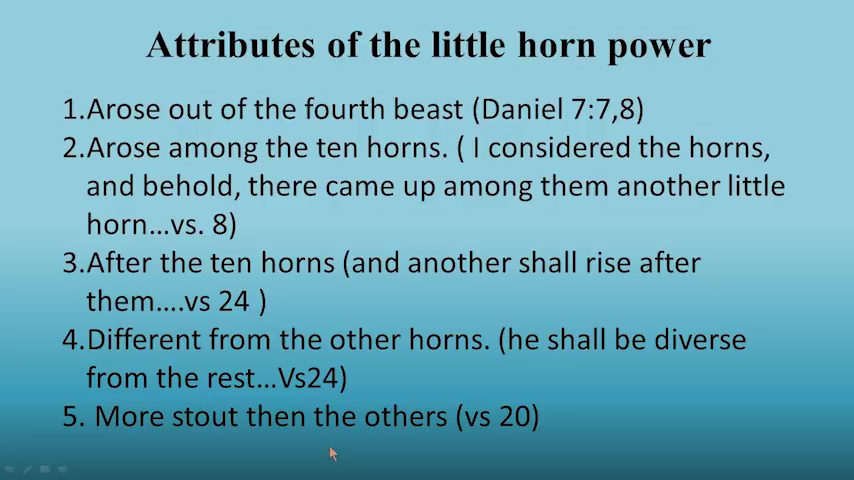 Attributes of the little horn power
1.Arose out of the fourth beast (Daniel 7:7,8)
2.Arose among the ten horns. ( I considered the horns,
and behold, there came up among them another little
horn…vs. 8)
3.After the ten horns (and another shall rise after
them….vs 24 )
4.Different from the other horns. (he shall be diverse
from the rest…Vs24)
5. More stout then the others (vs 20)